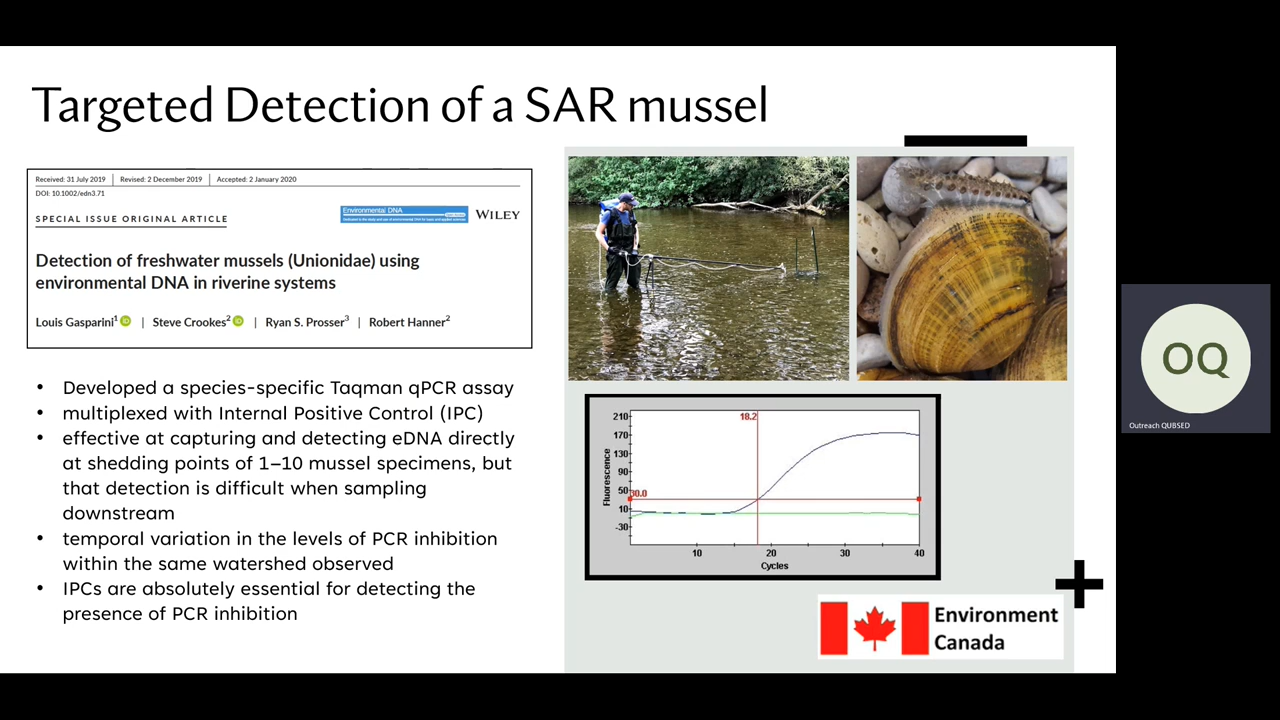 Targeted Detection of a SAR mussel
Received: 31 July 2019 | Revised: 2 December 2019 | Accepted: 2 January 2020
DOI: 10.1002/edn3.71
SPECIAL ISSUE ORIGINAL ARTICLE
Environmental DNA
WILEY
Detection of freshwater mussels (Unionidae) using
environmental DNA in riverine systems
Louis Gasparini1 iD | Steve Crookes2 iD | Ryan S. Prosser3 | Robert Hanner2
• Developed a species-specific Taqman qPCR assay
• multiplexed with Internal Positive Control (IPC)
• effective at capturing and detecting eDNA directly
at shedding points of 1–10 mussel specimens, but
that detection is difficult when sampling
downstream
• temporal variation in the levels of PCR inhibition
within the same watershed observed
• IPCs are absolutely essential for detecting the
presence of PCR inhibition
18.2
210
170
130
90
50
30.0
10
-30
Fluorescence
10 20 30 40
Cycles
Environment
Canada
OQ
Outreach QUBSED